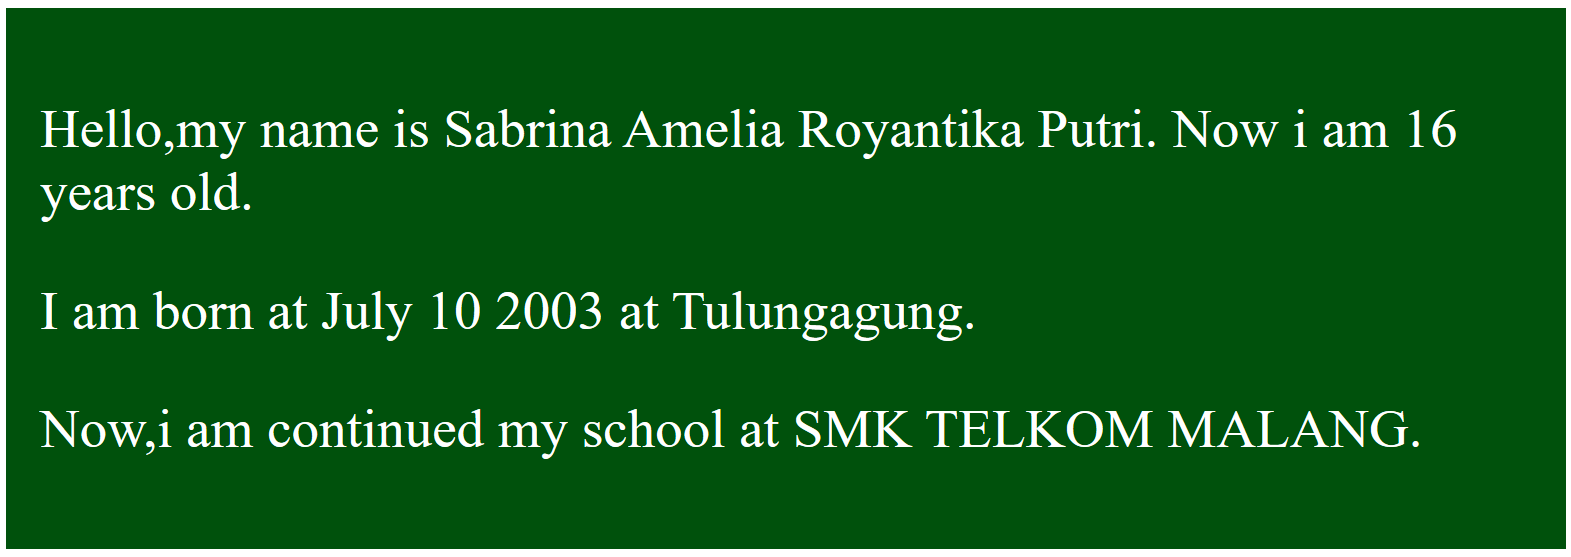 Hello,my name is Sabrina Amelia Royantika Putri. Now i am 16
years old.
I am born at July 10 2003 at Tulungagung.
Now,i am continued my school at SMK TELKOM MALANG.